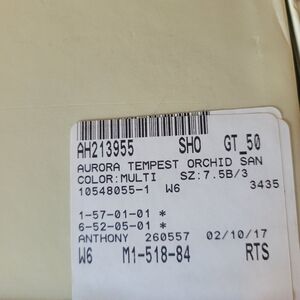 AH213955 SHO GT_50
AURORA TEMPEST ORCHID SAN
COLOR:MULTI SZ:7.5B/3
10548055-1 W6 3435
1-57-01-01 *
6-52-05-01 *
ANTHONY 260557 02/10/17
W6 M1-518-84 RTS